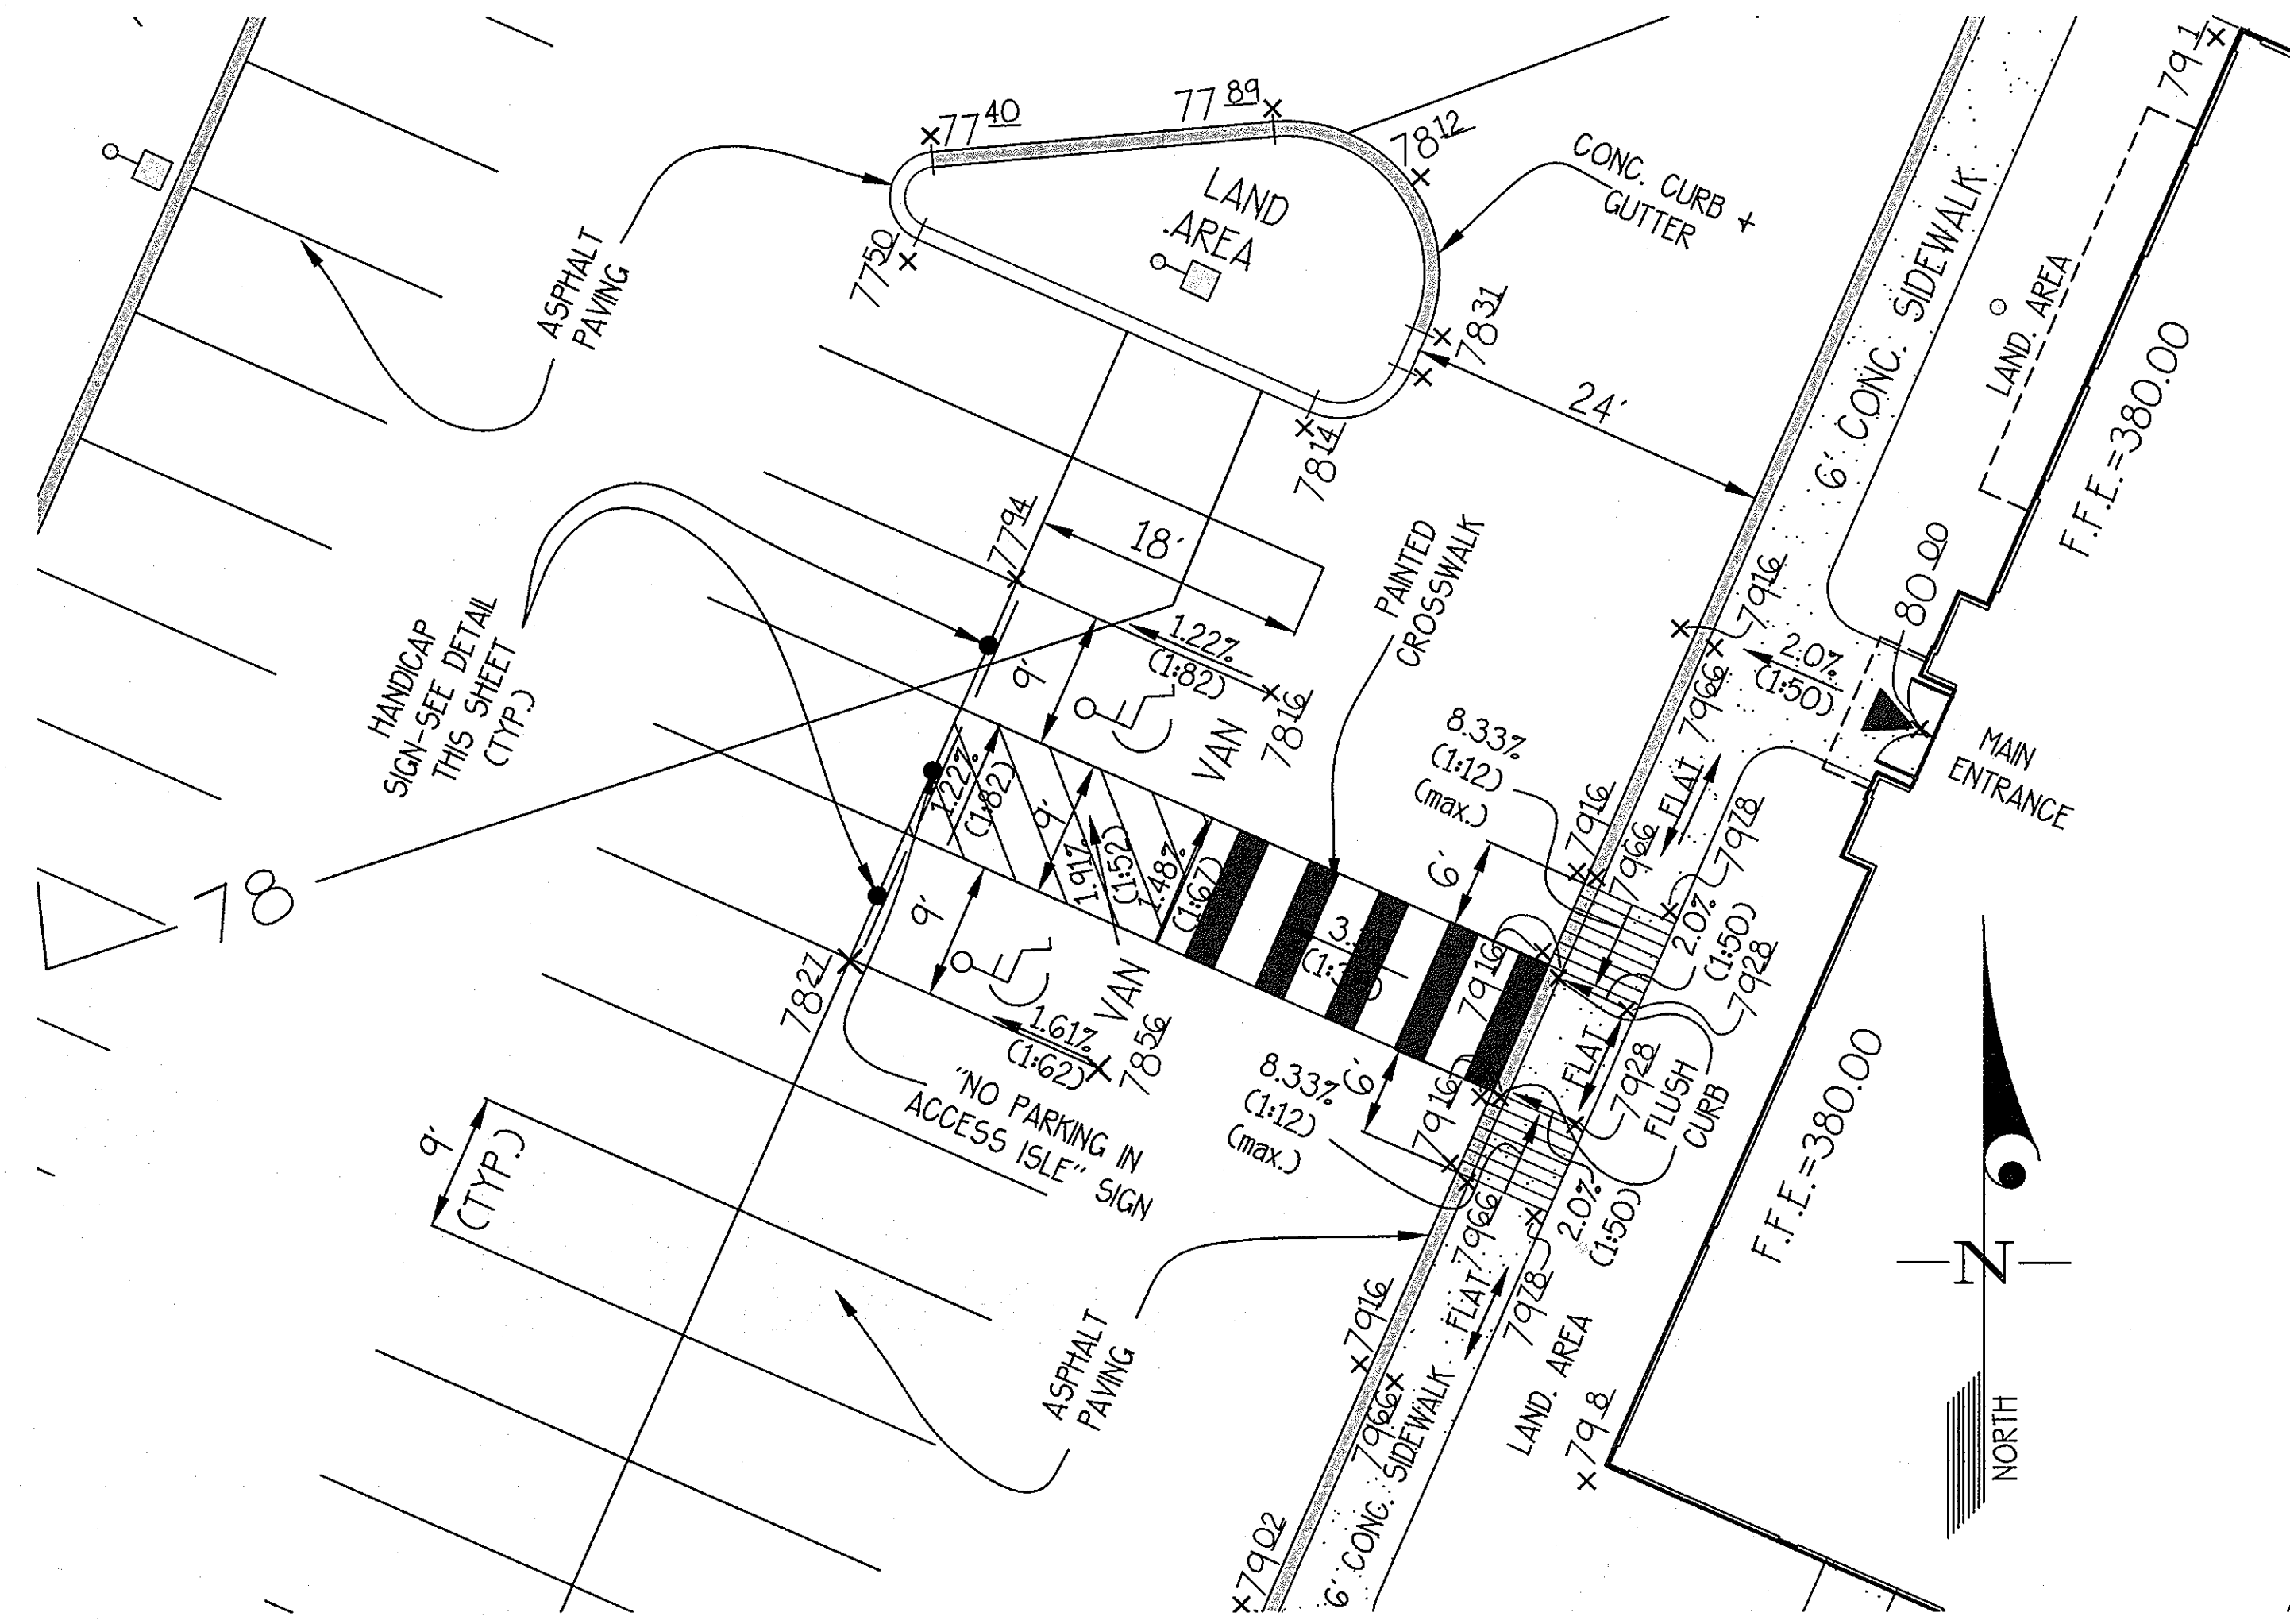 77 40
77 89
78 12
79 1
CONC. CURB +
GUTTER
LAND
AREA
ASPHALT
PAVING
77 50
78 31
78 14
24'
6' CONC. SIDEWALK
LAND. AREA
F.F.E.=380.00
77 94
18'
PAINTED
CROSSWALK
79 16
80 00
79 66
2.0%
(1:50)
MAIN
ENTRANCE
HANDICAP
SIGN-SEE DETAIL
THIS SHEET
(TYP.)
9'
1.22%
(1:82)
78 16
VAN
8.33%
(1:12)
(max.)
79 16
79 66
FLAT
79 78
6'
1.22%
(1:82)
9'
1.91%
(1:52)
1.48%
(1:67)
2.0%
(1:50)
79 28
78
9'
VAN
79 16
FLAT
79 28
FLUSH
CURB
78 27
1.61%
(1:62)
78 56
"NO PARKING IN
ACCESS ISLE" SIGN
8.33%
(1:12)
(max.)
6'
79 16
79 66
2.0%
(1:50)
79 78
F.F.E.=380.00
9'
(TYP.)
FLAT
79 16
79 66
LAND. AREA
79 8
ASPHALT
PAVING
6' CONC. SIDEWALK
79 02
N
NORTH